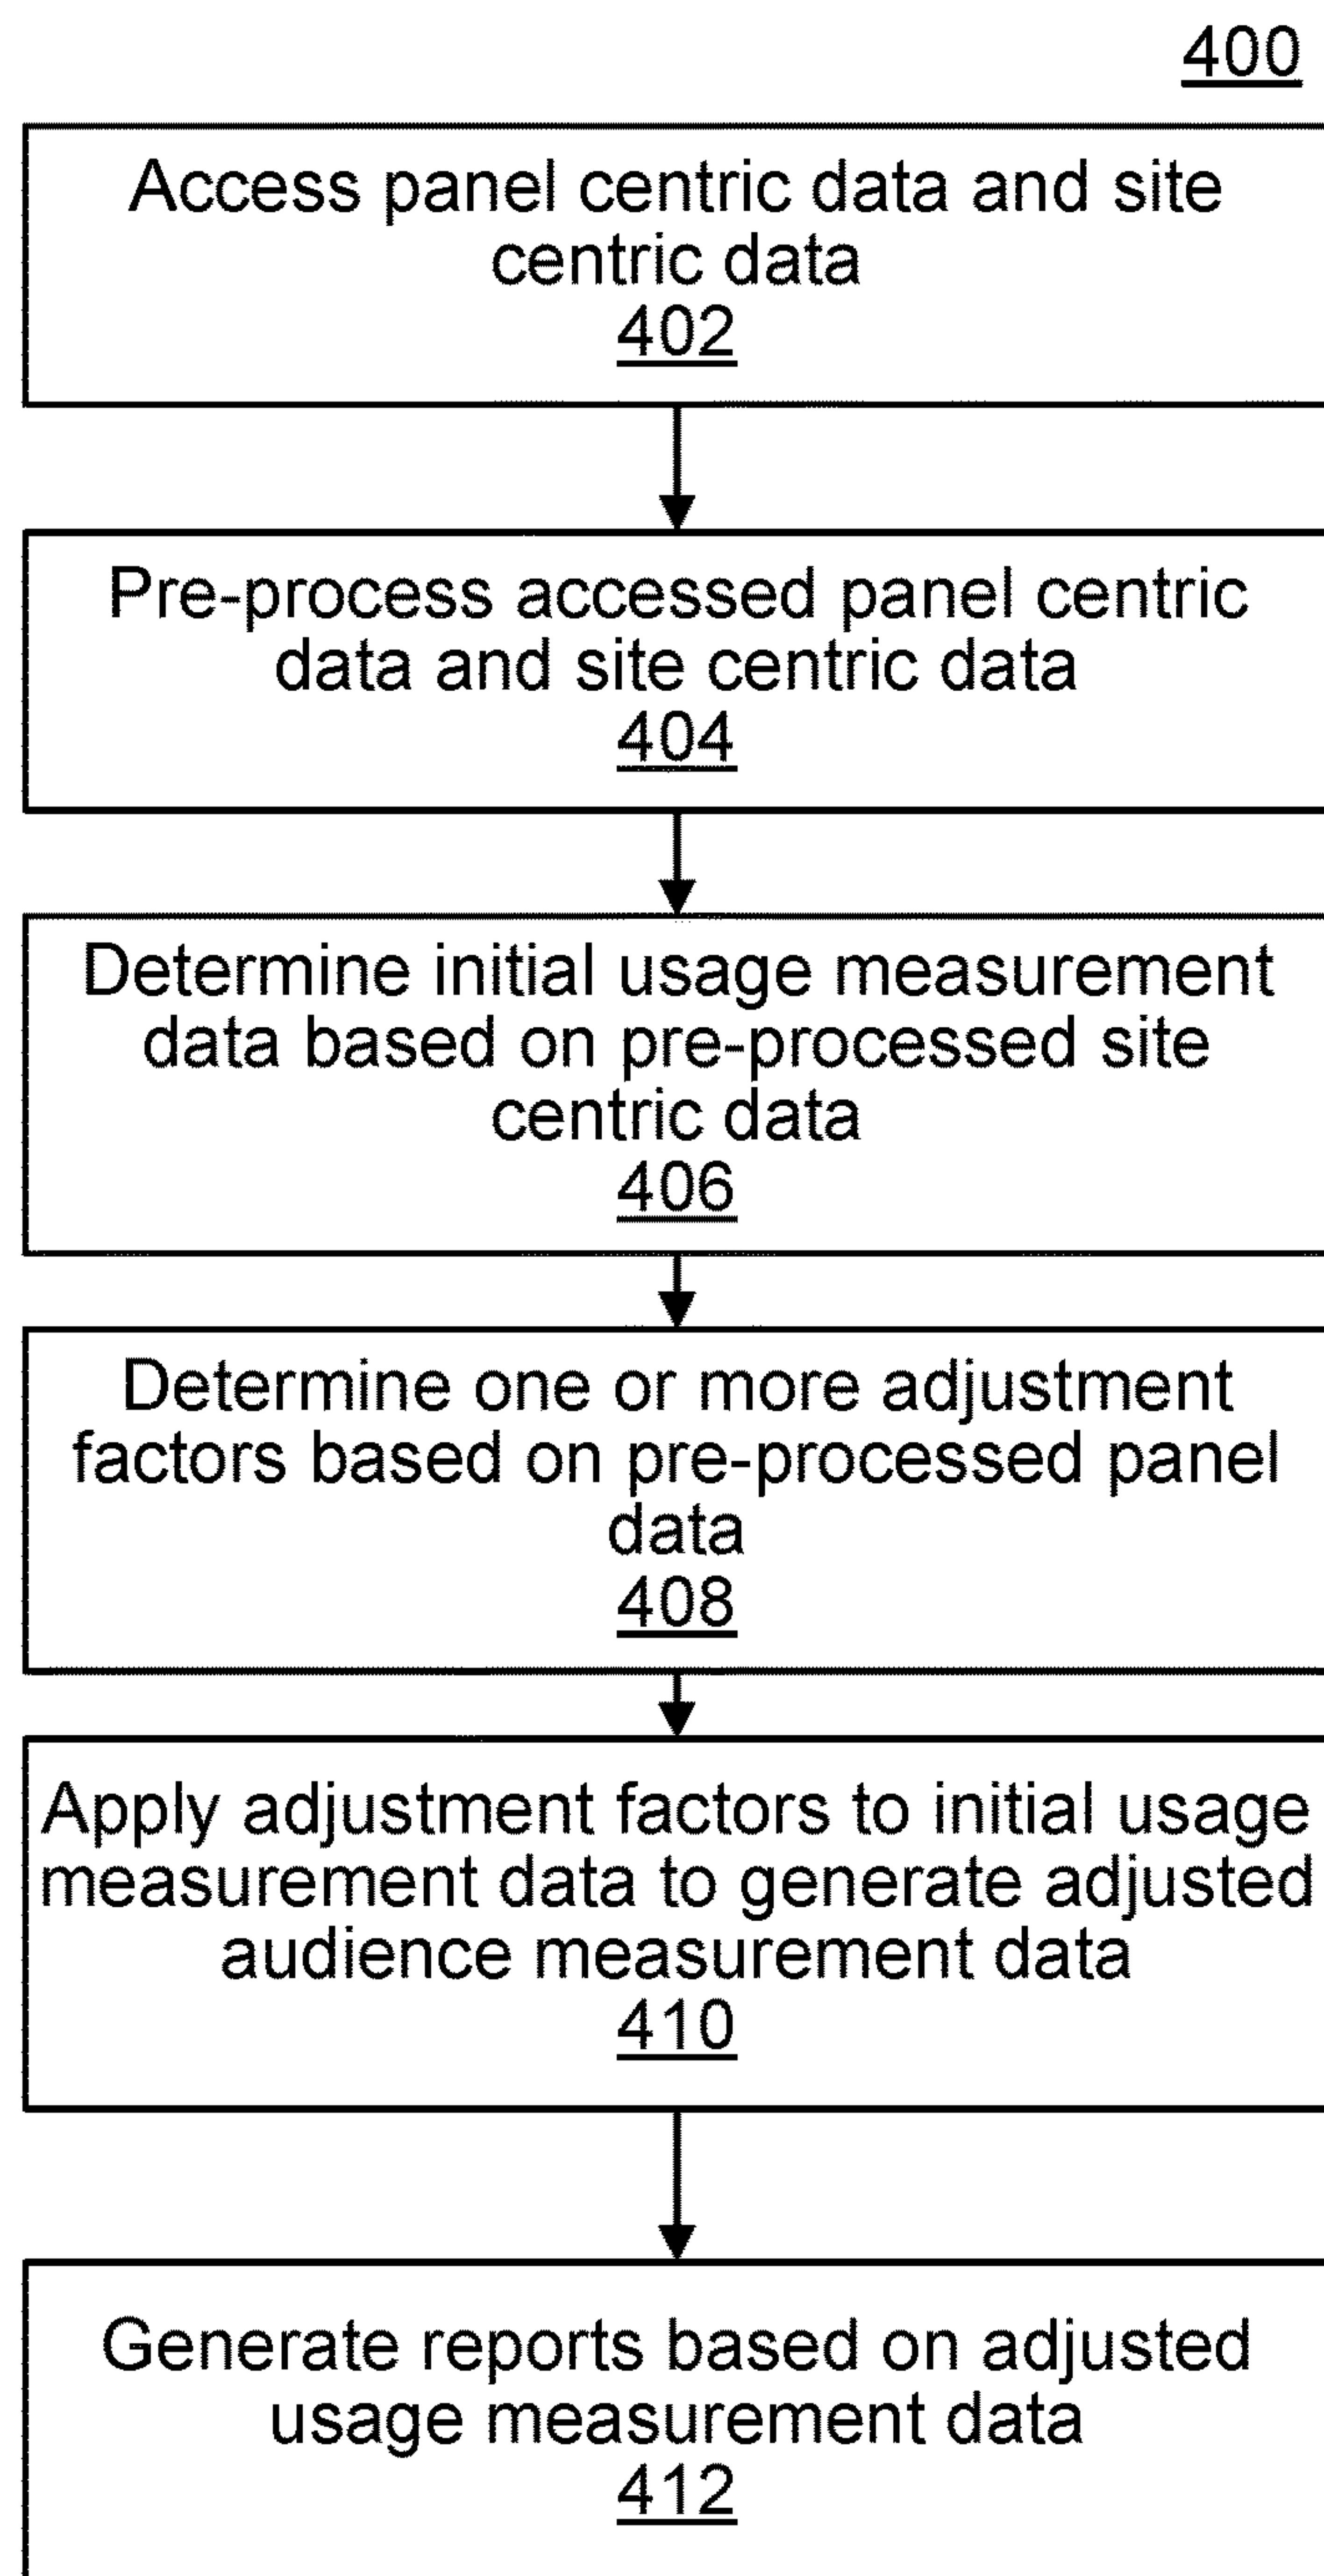 400
Access panel centric data and site
centric data
402
Pre-process accessed panel centric
data and site centric data
404
Determine initial usage measurement
data based on pre-processed site
centric data
406
Determine one or more adjustment
factors based on pre-processed panel
data
408
Apply adjustment factors to initial usage
measurement data to generate adjusted
audience measurement data
410
Generate reports based on adjusted
usage measurement data
412